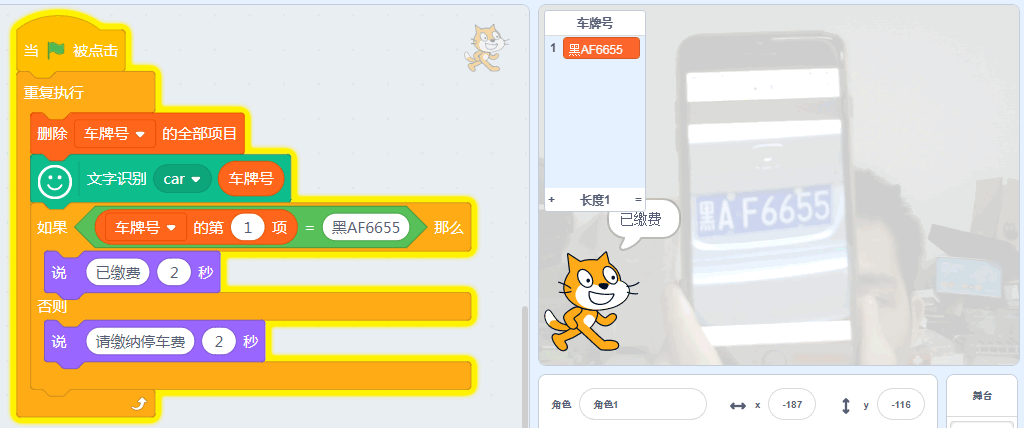 当 被点击
重复执行
删除 车牌号 的全部项目
文字识别 car 车牌号
如果 车牌号 的第 1 项 = 黑AF6655 那么
说 已缴费 2 秒
否则
说 请缴纳停车费 2 秒
车牌号
1 黑AF6655
+ 长度1 =
已缴费
黑A F6655
角色 角色1 x -187 y -116
舞台